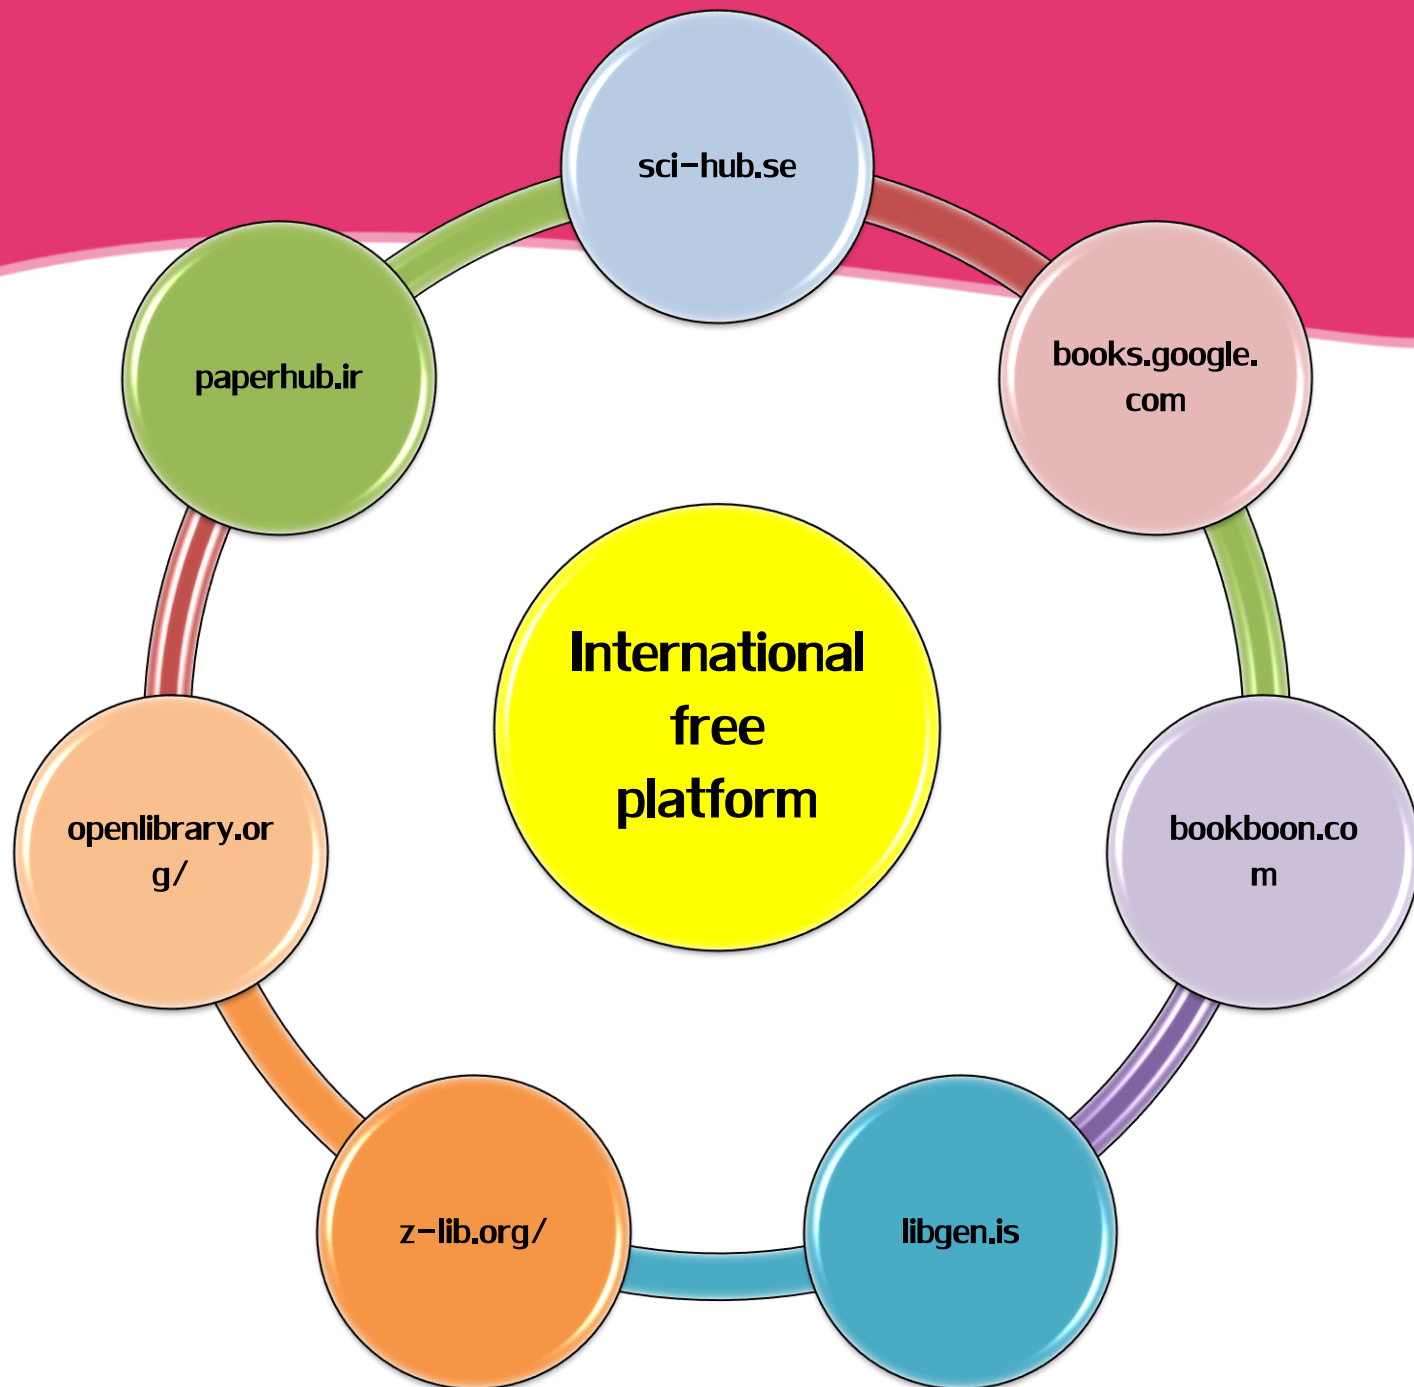 sci-hub.se
paperhub.ir
books.google.
com
International
free
platform
openlibrary.or
g/
bookboon.co
m
z-lib.org/
libgen.is